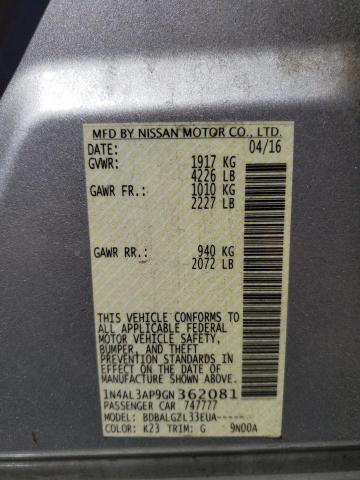 MFD BY NISSAN MOTOR CO., LTD.
DATE: 04/16
GVWR: 1917 KG
4226 LB
GAWR FR.: 1010 KG
2227 LB
GAWR RR.: 940 KG
2072 LB
THIS VEHICLE CONFORMS TO
ALL APPLICABLE FEDERAL
MOTOR VEHICLE SAFETY,
BUMPER, AND THEFT
PREVENTION STANDARDS IN
EFFECT ON THE DATE OF
MANUFACTURE SHOWN ABOVE.
1N4AL3AP9GN362081
PASSENGER CAR 747777
MODEL: BDBALGZL33EUA-----
COLOR: K23 TRIM: G 9N00A